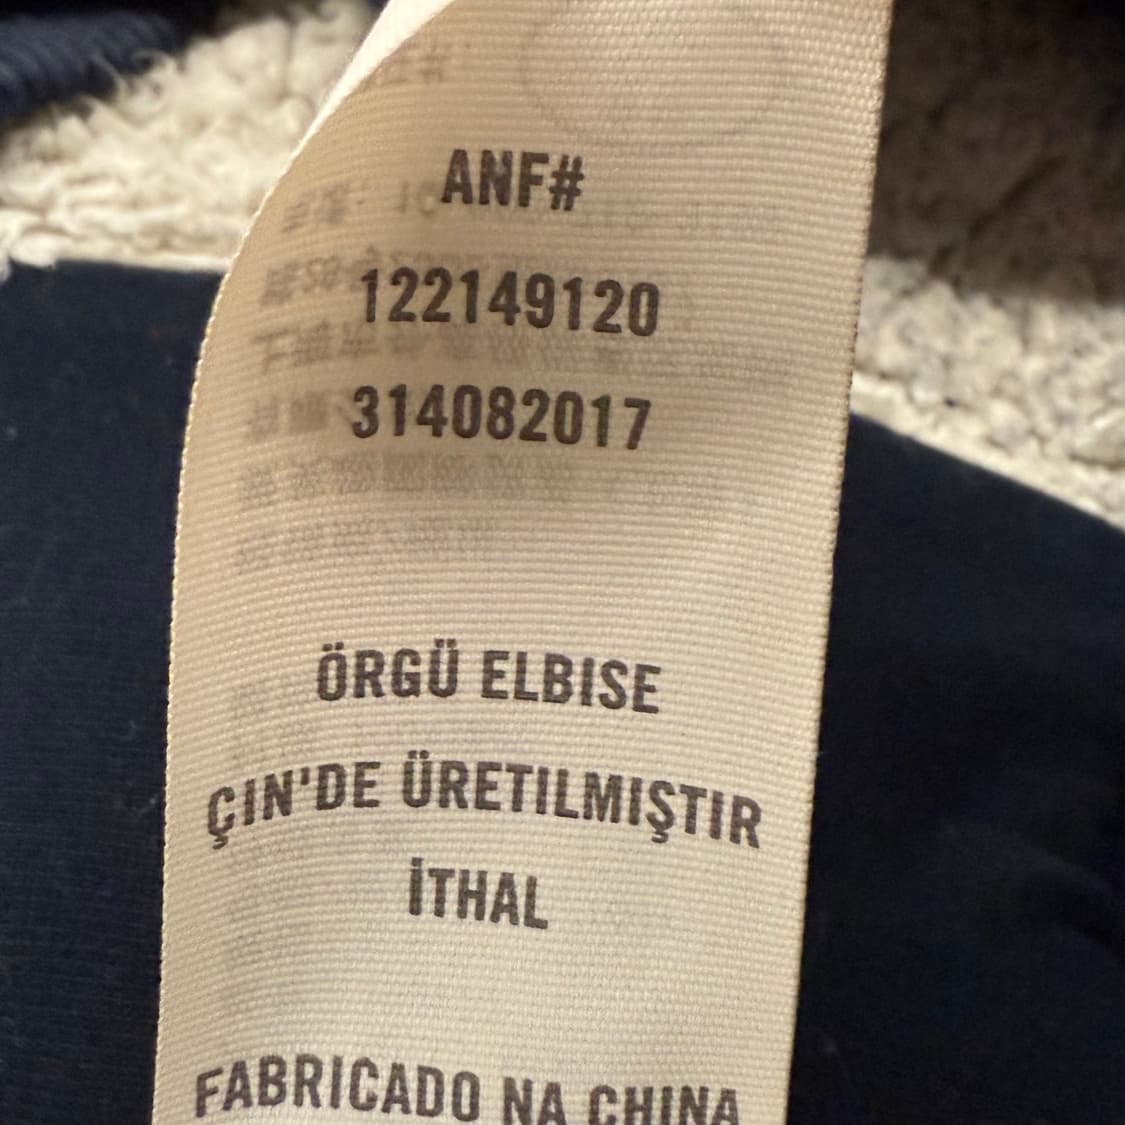 ANF#
122149120
314082017
ÖRGÜ ELBISE
ÇIN'DE ÜRETILMIŞTIR
İTHAL
FABRICADO NA CHINA